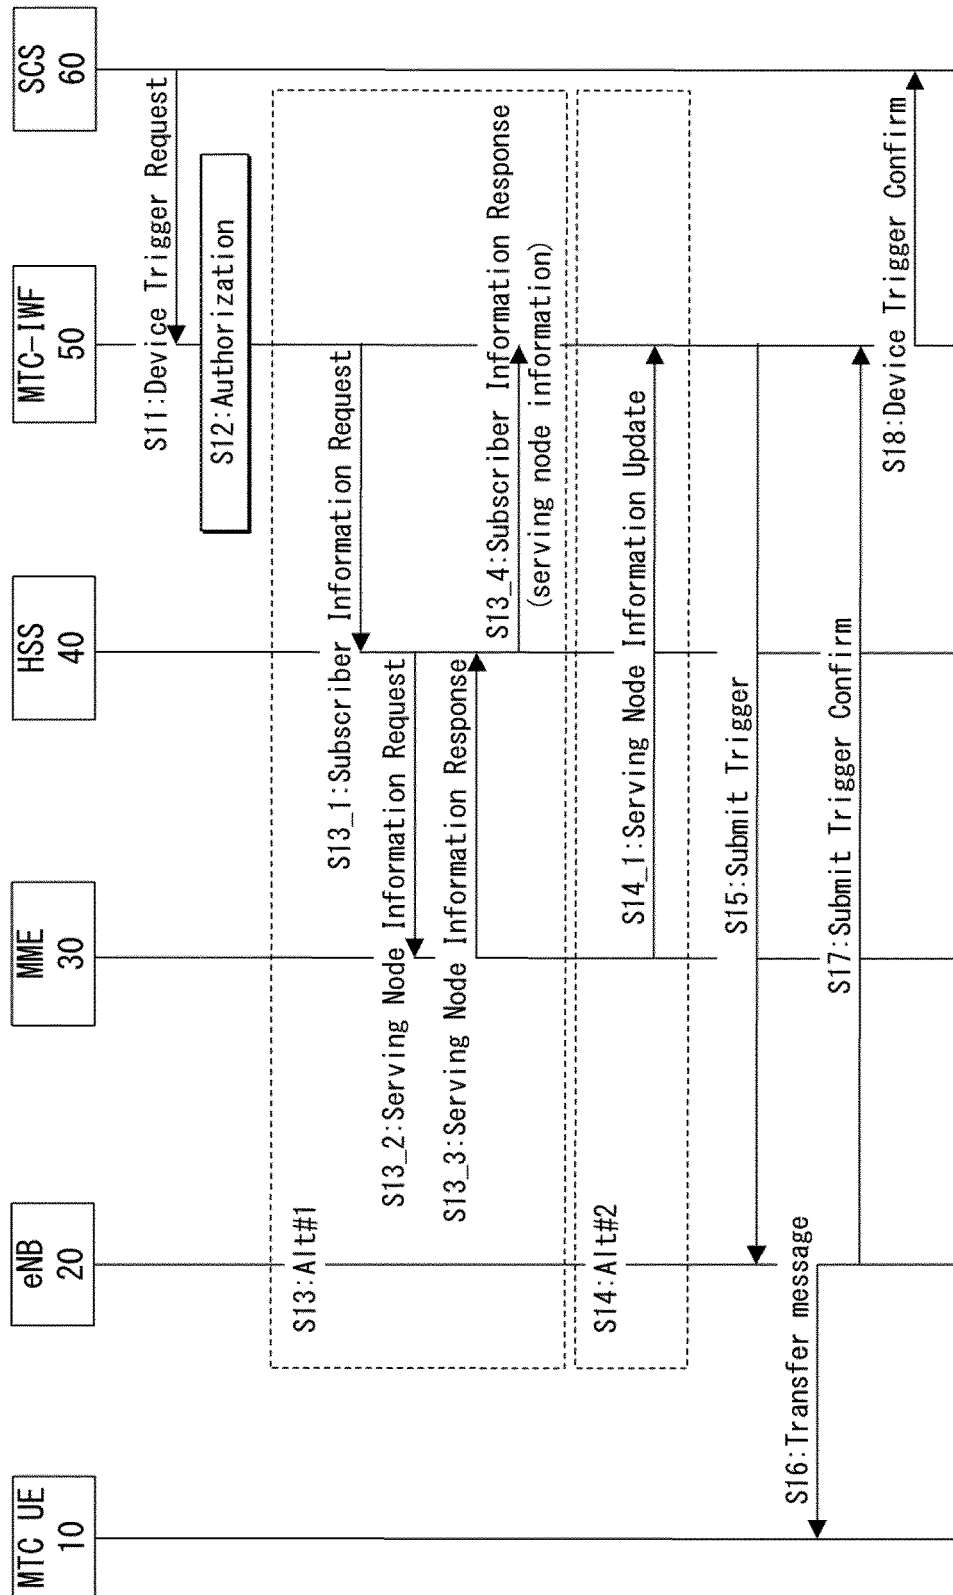 MTC UE
10
eNB
20
MME
30
HSS
40
MTC-IWF
50
SCS
60
S11:Device Trigger Request
S12:Authorization
S13:Alt#1
S13_1:Subscriber Information Request
S13_2:Serving Node Information Request
S13_3:Serving Node Information Response
S13_4:Subscriber Information Response
(serving node information)
S14:Alt#2
S14_1:Serving Node Information Update
S15:Submit Trigger
S16:Transfer message
S17:Submit Trigger Confirm
S18:Device Trigger Confirm